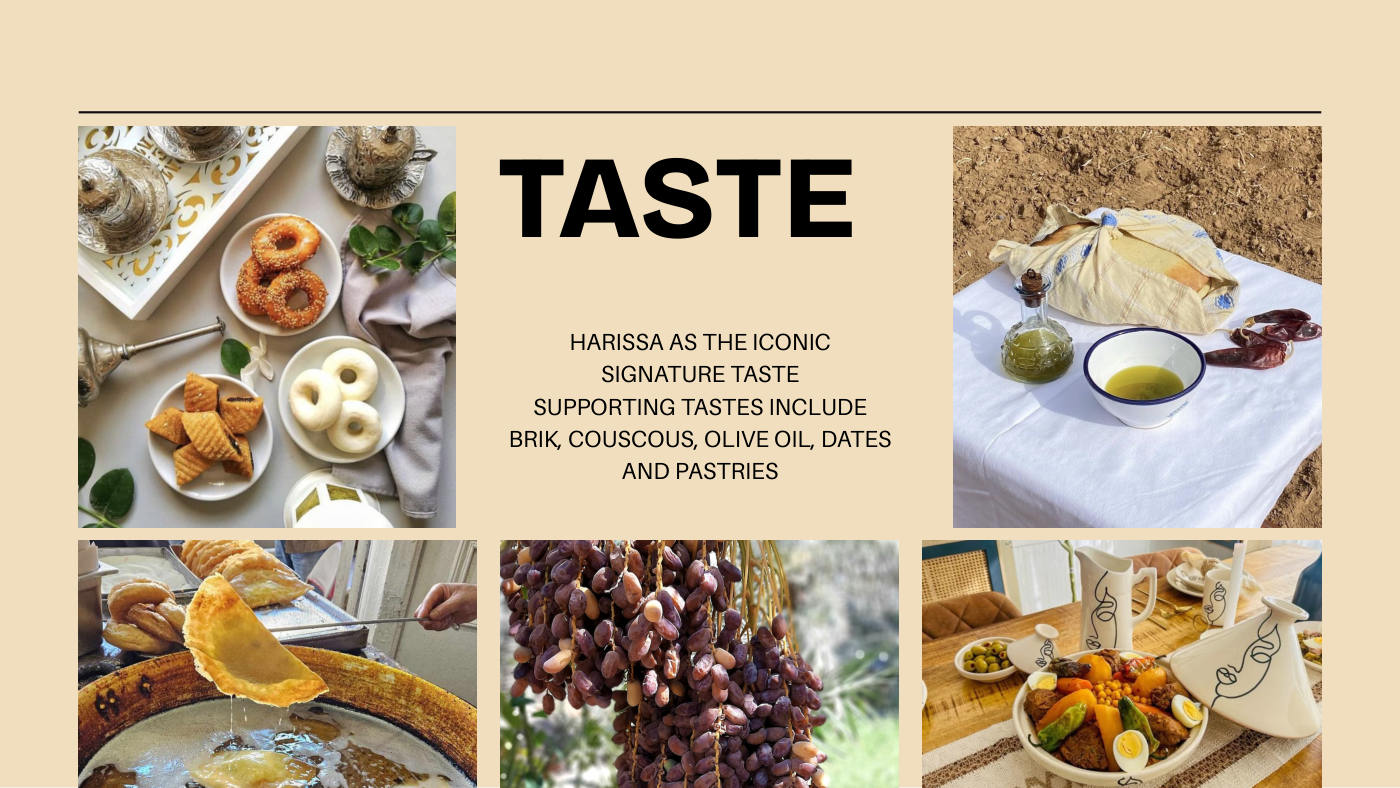 TASTE
HARISSA AS THE ICONIC
SIGNATURE TASTE
SUPPORTING TASTES INCLUDE
BRIK, COUSCOUS, OLIVE OIL, DATES
AND PASTRIES